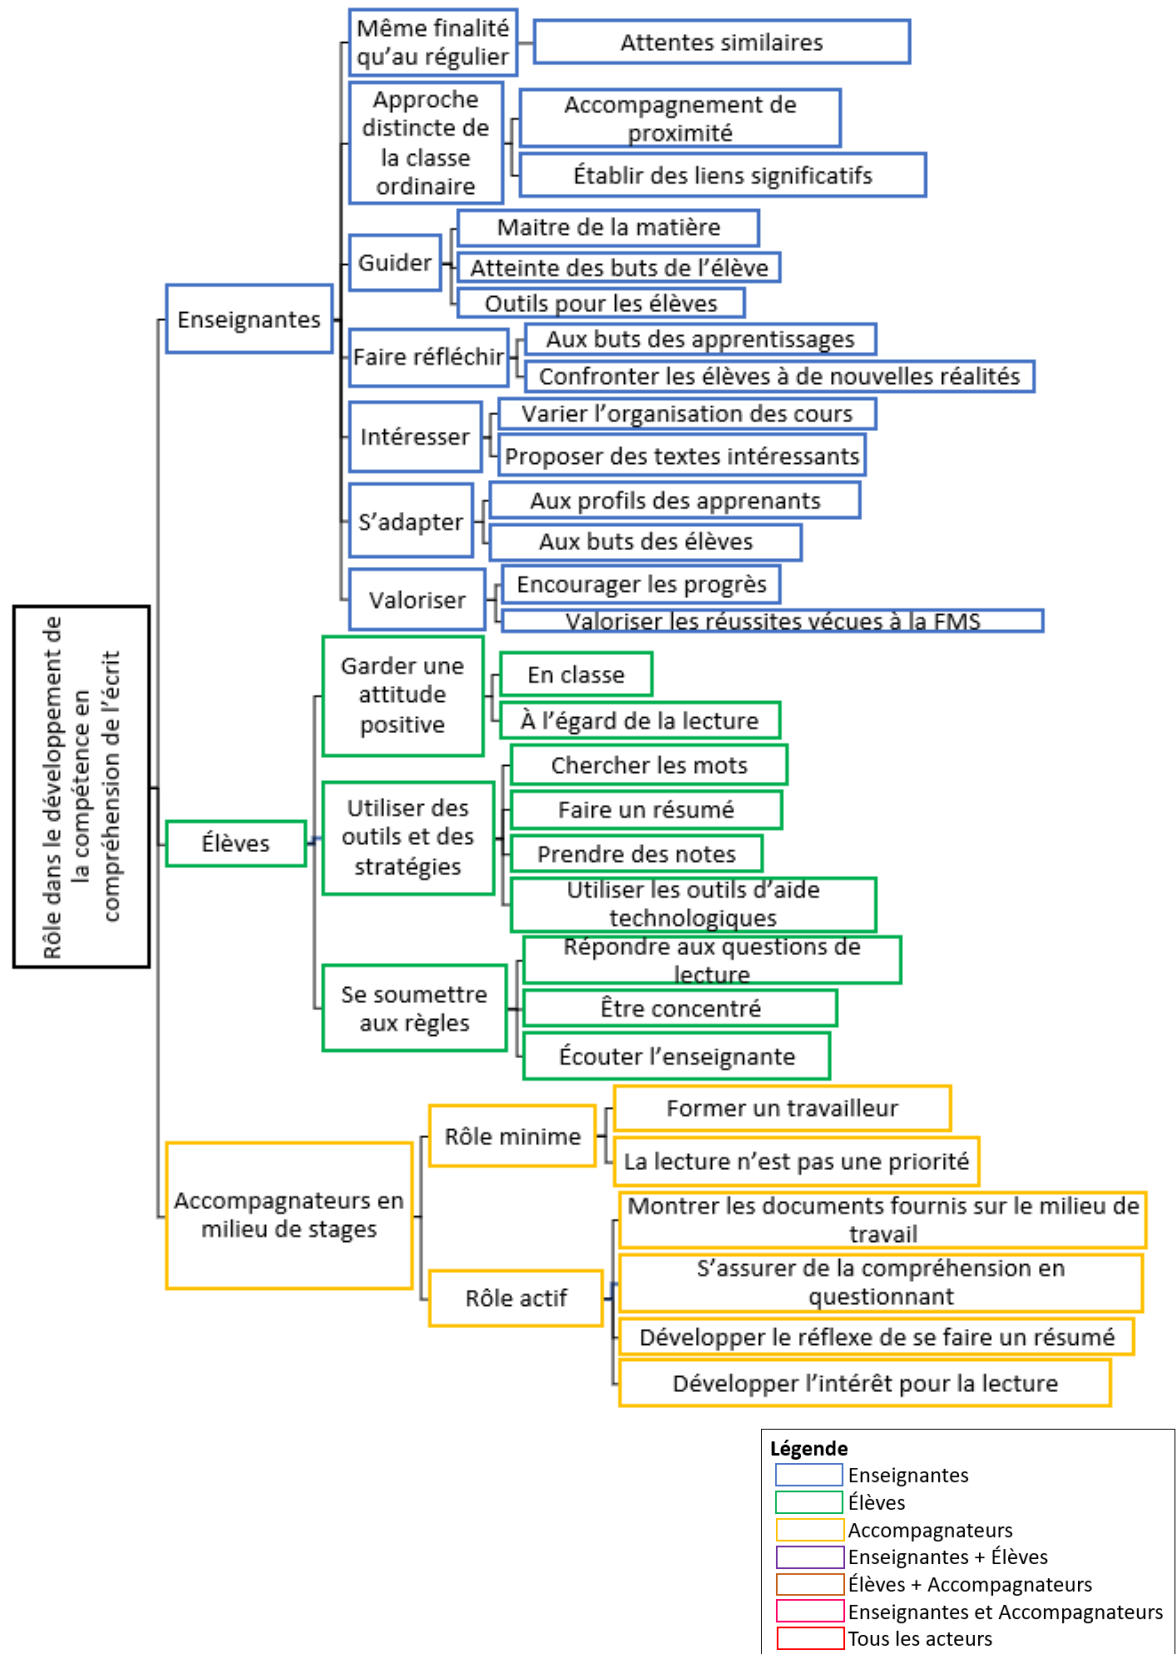 Rôle dans le développement de
la compétence en
compréhension de l’écrit
Enseignantes
Même finalité
qu’au régulier
Attentes similaires
Approche
distincte de
la classe
ordinaire
Accompagnement de
proximité
Établir des liens significatifs
Guider
Maitre de la matière
Atteinte des buts de l’élève
Outils pour les élèves
Faire réfléchir
Aux buts des apprentissages
Confronter les élèves à de nouvelles réalités
Intéresser
Varier l’organisation des cours
Proposer des textes intéressants
S’adapter
Aux profils des apprenants
Aux buts des élèves
Valoriser
Encourager les progrès
Valoriser les réussites vécues à la FMS
Élèves
Garder une
attitude
positive
En classe
À l’égard de la lecture
Utiliser des
outils et des
stratégies
Chercher les mots
Faire un résumé
Prendre des notes
Utiliser les outils d’aide
technologiques
Se soumettre
aux règles
Répondre aux questions de
lecture
Être concentré
Écouter l’enseignante
Accompagnateurs en
milieu de stages
Rôle minime
Former un travailleur
La lecture n’est pas une priorité
Rôle actif
Montrer les documents fournis sur le milieu de
travail
S’assurer de la compréhension en
questionnant
Développer le réflexe de se faire un résumé
Développer l’intérêt pour la lecture
Légende
Enseignantes
Élèves
Accompagnateurs
Enseignantes + Élèves
Élèves + Accompagnateurs
Enseignantes et Accompagnateurs
Tous les acteurs